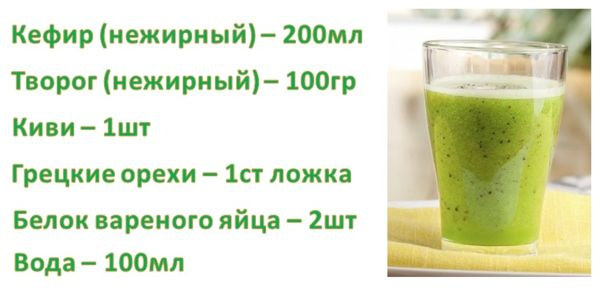 Кефир (нежирный) – 200мл
Творог (нежирный) – 100гр
Киви – 1шт
Грецкие орехи – 1ст ложка
Белок вареного яйца – 2шт
Вода – 100мл